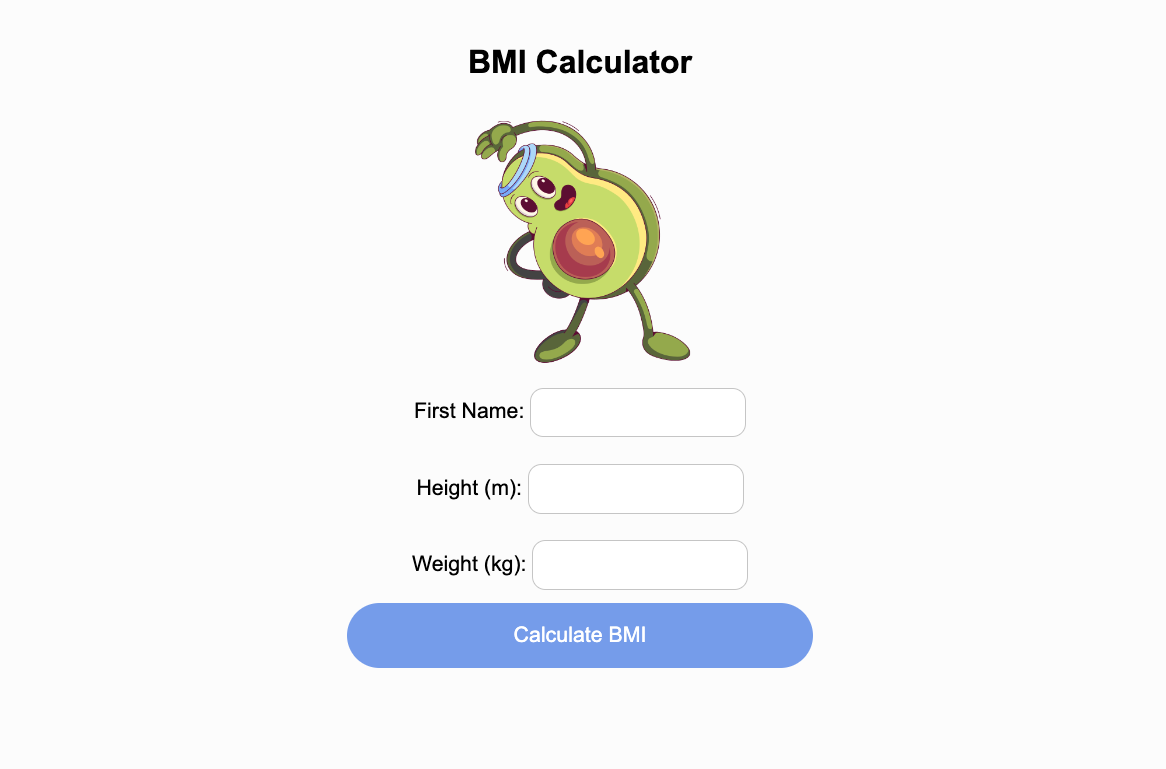 BMI Calculator
First Name:
Height (m):
Weight (kg):
Calculate BMI